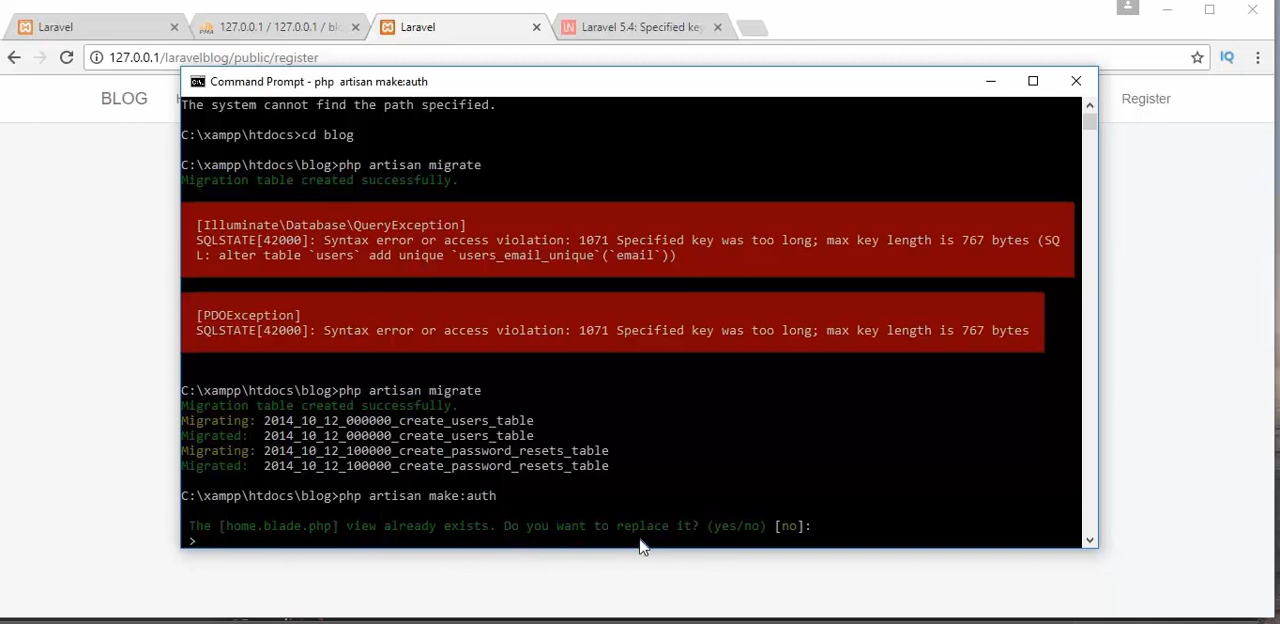 Laravel
127.0.0.1 / 127.0.0.1 / blo
Laravel
Laravel 5.4: Specified key
127.0.0.1/laravelblog/public/register
IQ
Command Prompt - php artisan make:auth
BLOG
Register
The system cannot find the path specified.
C:\xampp\htdocs>cd blog
C:\xampp\htdocs\blog>php artisan migrate
Migration table created successfully.
[Illuminate\Database\QueryException]
SQLSTATE[42000]: Syntax error or access violation: 1071 Specified key was too long; max key length is 767 bytes (SQ
L: alter table `users` add unique `users_email_unique`(`email`))
[PDOException]
SQLSTATE[42000]: Syntax error or access violation: 1071 Specified key was too long; max key length is 767 bytes
C:\xampp\htdocs\blog>php artisan migrate
Migration table created successfully.
Migrating: 2014_10_12_000000_create_users_table
Migrated:  2014_10_12_000000_create_users_table
Migrating: 2014_10_12_100000_create_password_resets_table
Migrated:  2014_10_12_100000_create_password_resets_table
C:\xampp\htdocs\blog>php artisan make:auth
The [home.blade.php] view already exists. Do you want to replace it? (yes/no) [no]:
>